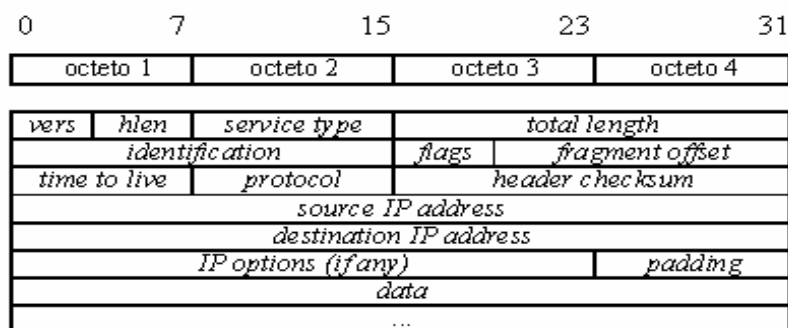 0 7 15 23 31
octeto 1 octeto 2 octeto 3 octeto 4
vers hlen service type total length
identification flags fragment offset
time to live protocol header checksum
source IP address
destination IP address
IP options (if any) padding
data
...